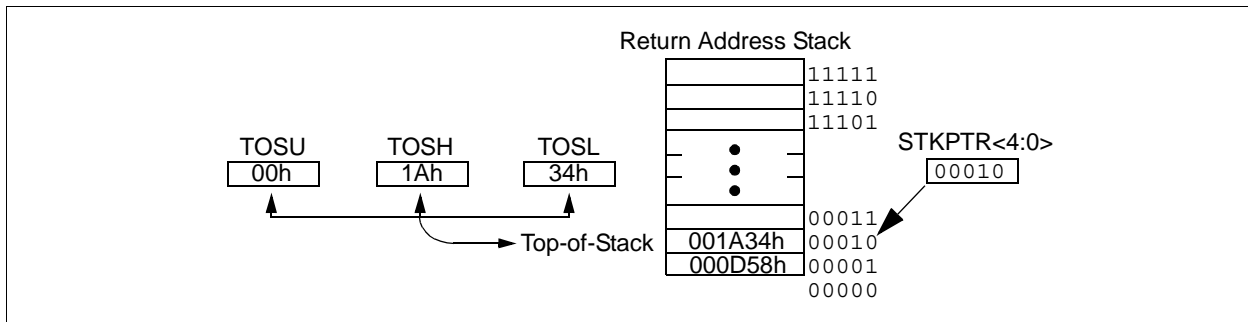 Return Address Stack
11111
11110
11101
TOSU TOSH TOSL
00h 1Ah 34h
STKPTR<4:0>
00010
00011
Top-of-Stack 001A34h 00010
000D58h 00001
00000